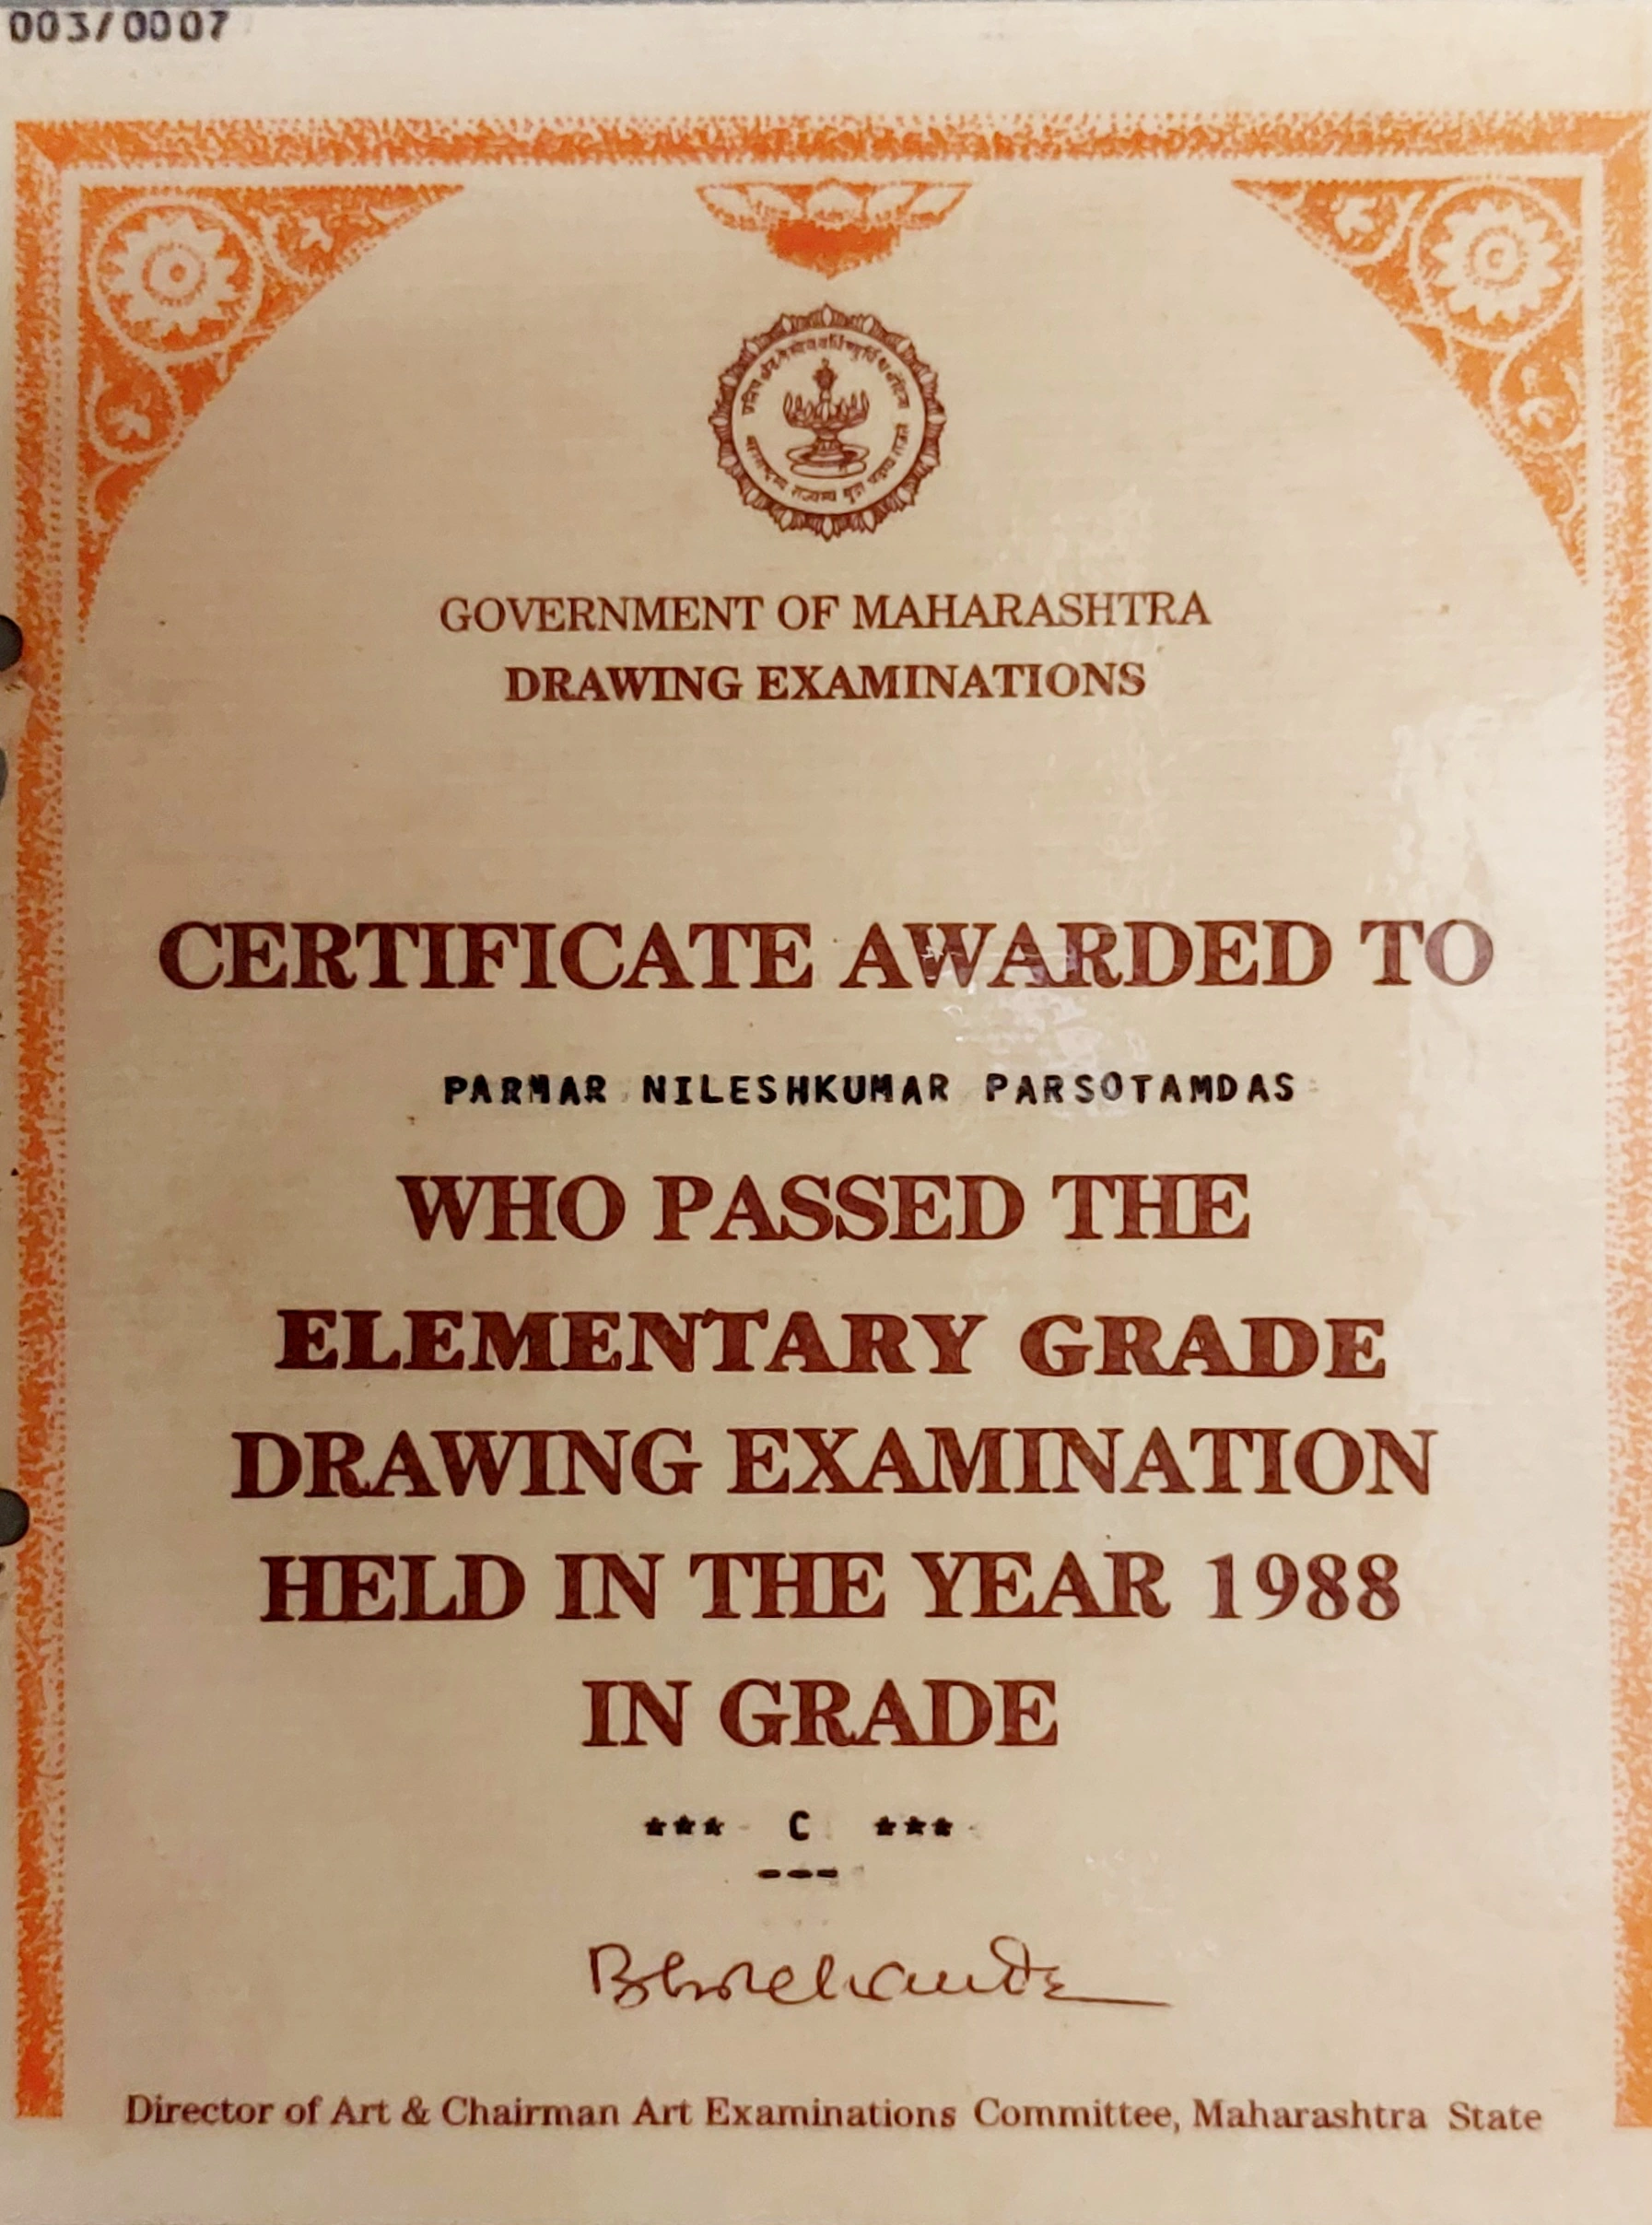 003/0007
GOVERNMENT OF MAHARASHTRA
DRAWING EXAMINATIONS
CERTIFICATE AWARDED TO
PARMAR NILESHKUMAR PARSOTAMDAS
WHO PASSED THE
ELEMENTARY GRADE
DRAWING EXAMINATION
HELD IN THE YEAR 1988
IN GRADE
*** C ***
---
Director of Art & Chairman Art Examinations Committee, Maharashtra State